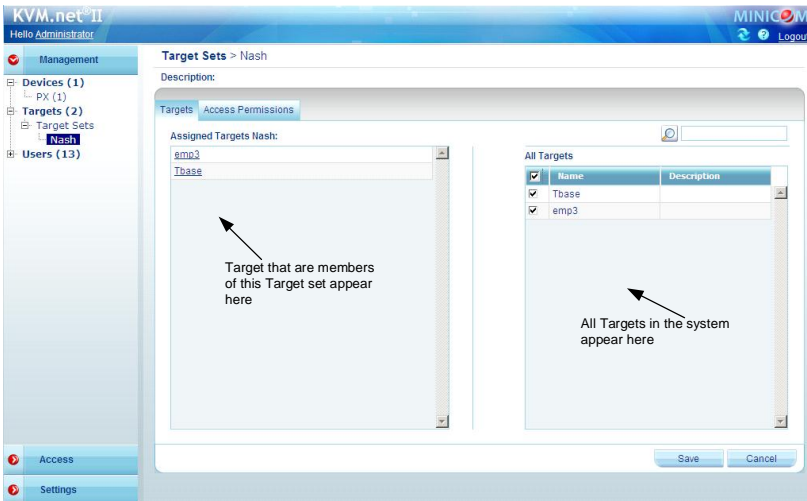 KVM.net®II
MINICOM
Hello Administrator
Logout
Management
Devices (1)
PX (1)
Targets (2)
Target Sets
Nash
Users (13)
Target Sets > Nash
Description:
Targets Access Permissions
Assigned Targets Nash:
emp3
Tbase
Target that are members
of this Target set appear
here
All Targets
Name Description
Tbase
emp3
All Targets in the system
appear here
Save Cancel
Access
Settings